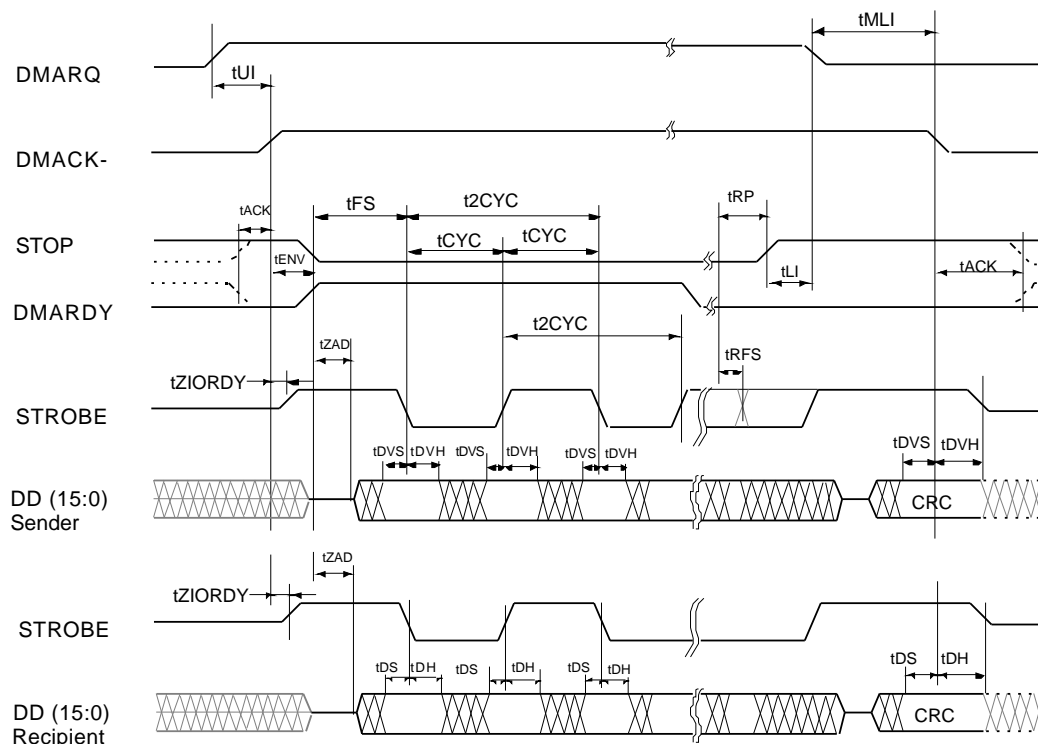 tMLI
DMARQ
tUI
DMACK-
tACK
tFS
t2CYC
tRP
STOP
tCYC
tCYC
tENV
tLI
tACK
DMARDY
t2CYC
tZAD
tRFS
tZIORDY
STROBE
tDVS
tDVH
tDVS
tDVH
tDVS
tDVH
tDVS
tDVH
DD (15:0)
Sender
CRC
tZAD
tZIORDY
STROBE
tDS
tDH
tDS
tDH
tDS
tDH
tDS
tDH
DD (15:0)
Recipient
CRC